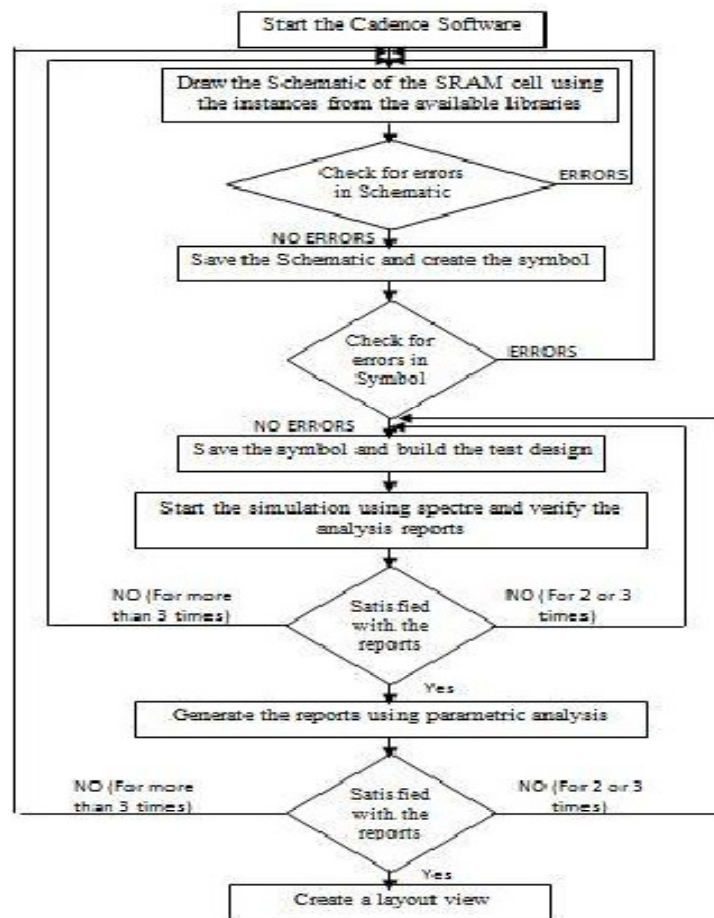 Start the Cadence Software
Draw the Schematic of the SRAM cell using
the instances from the available libraries
Check for errors
in Schematic
ERRORS
NO ERRORS
Save the Schematic and create the symbol
Check for
errors in
Symbol
ERRORS
NO ERRORS
Save the symbol and build the test design
Start the simulation using spectre and verify the
analysis reports
NO (For more
than 3 times)
Satisfied
with the
reports
NO (For 2 or 3
times)
Yes
Generate the reports using parametric analysis
NO (For more
than 3 times)
Satisfied
with the
reports
NO (For 2 or 3
times)
Yes
Create a layout view